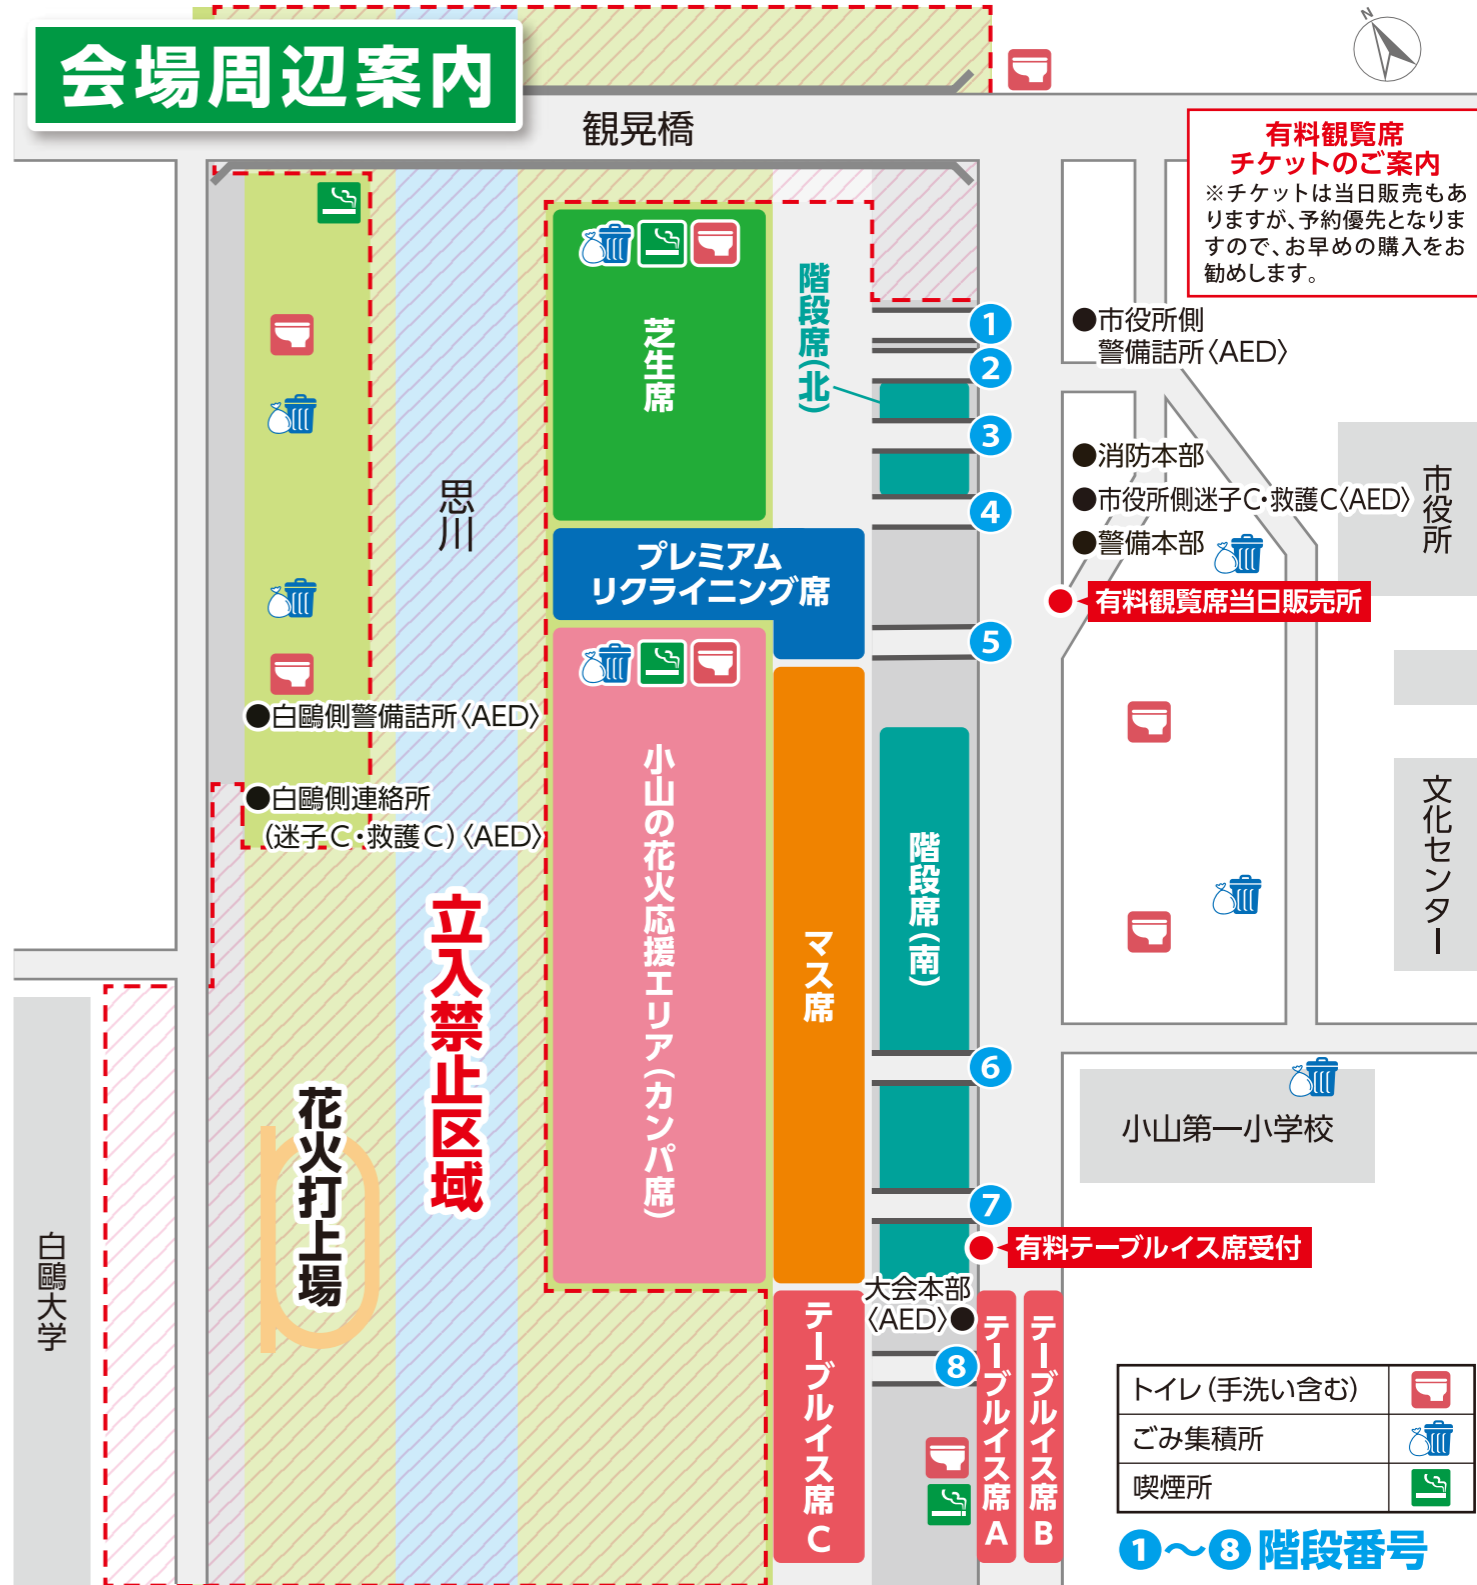 会場周辺案内
N
観晃橋
有料観覧席
チケットのご案内
※チケットは当日販売もあ
りますが、予約優先となりま
すので、お早めの購入をお
勧めします。
芝生席
階段席(北)
1
2
3
4
5
6
7
8
●市役所側
警備詰所〈AED〉
●消防本部
●市役所側迷子C・救護C〈AED〉
●警備本部
有料観覧席当日販売所
市役所
思川
プレミアム
リクライニング席
●白鷗側警備詰所〈AED〉
●白鷗側連絡所
(迷子C・救護C)〈AED〉
小山の花火応援エリア(カンパ席)
マス席
階段席(南)
文化センター
立入禁止区域
花火打上場
白鷗大学
小山第一小学校
有料テーブルイス席受付
大会本部
〈AED〉●
テーブルイス席 C
テーブルイス席 A
テーブルイス席 B
トイレ(手洗い含む)
ごみ集積所
喫煙所
1～8階段番号